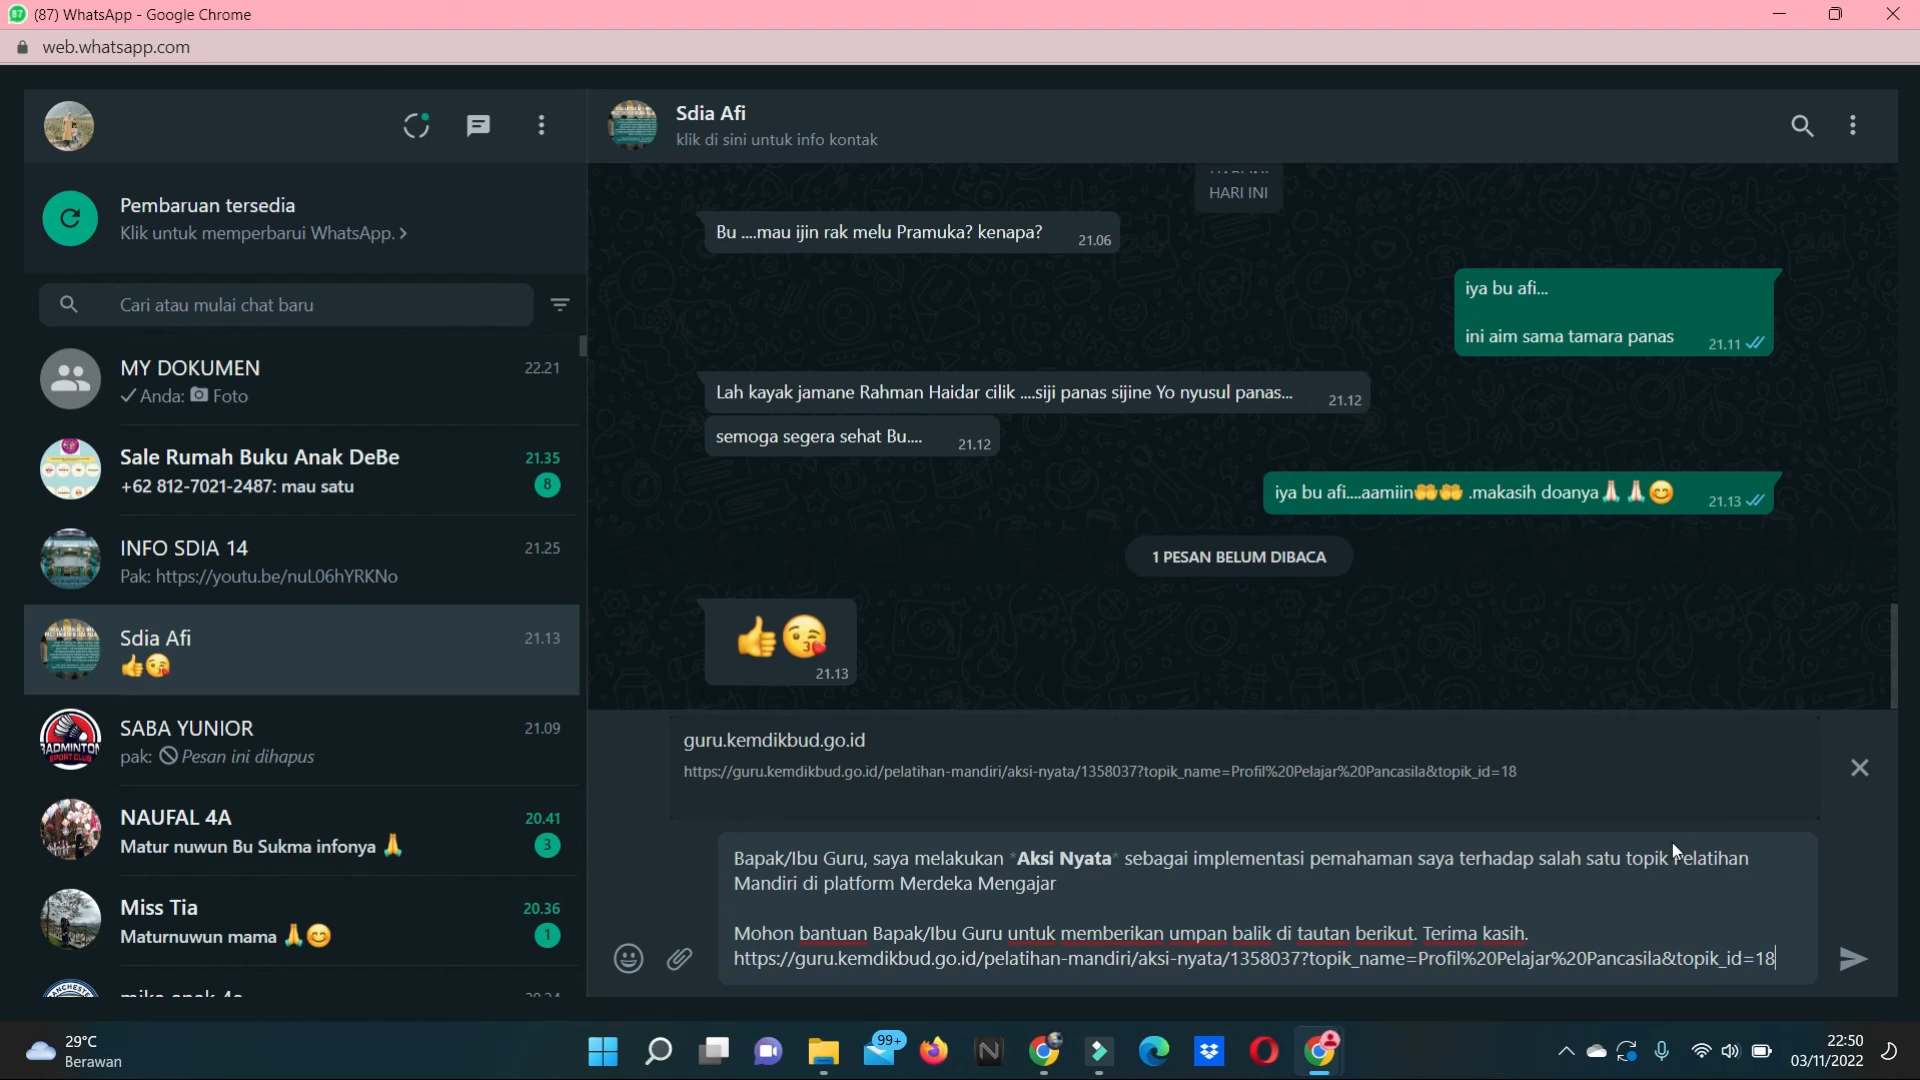 (87) WhatsApp - Google Chrome
web.whatsapp.com
Pembaruan tersedia
Klik untuk memperbarui WhatsApp. >
Cari atau mulai chat baru
MY DOKUMEN 22.21
✓ Anda: 📷 Foto
Sale Rumah Buku Anak DeBe 21.35
+62 812-7021-2487: mau satu 8
INFO SDIA 14 21.25
Pak: https://youtu.be/nuL06hYRKNo
Sdia Afi 21.13
👍😘
SABA YUNIOR 21.09
pak: 🚫 Pesan ini dihapus
NAUFAL 4A 20.41
Matur nuwun Bu Sukma infonya 🙏 3
Miss Tia 20.36
Maturnuwun mama 🙏😊 1
Sdia Afi
klik di sini untuk info kontak
HARI INI
Bu ....mau ijin rak melu Pramuka? kenapa? 21.06
iya bu afi...
ini aim sama tamara panas 21.11
Lah kayak jamane Rahman Haidar cilik ....siji panas sijine Yo nyusul panas... 21.12
semoga segera sehat Bu.... 21.12
iya bu afi....aamiin🤲🤲 .makasih doanya🙏🏻 🙏🏻😊 21.13
1 PESAN BELUM DIBACA
👍😘
21.13
guru.kemdikbud.go.id
https://guru.kemdikbud.go.id/pelatihan-mandiri/aksi-nyata/1358037?topik_name=Profil%20Pelajar%20Pancasila&topik_id=18
Bapak/Ibu Guru, saya melakukan *Aksi Nyata* sebagai implementasi pemahaman saya terhadap salah satu topik Pelatihan
Mandiri di platform Merdeka Mengajar
Mohon bantuan Bapak/Ibu Guru untuk memberikan umpan balik di tautan berikut. Terima kasih.
https://guru.kemdikbud.go.id/pelatihan-mandiri/aksi-nyata/1358037?topik_name=Profil%20Pelajar%20Pancasila&topik_id=18
29°C
Berawan
99+
22:50
03/11/2022